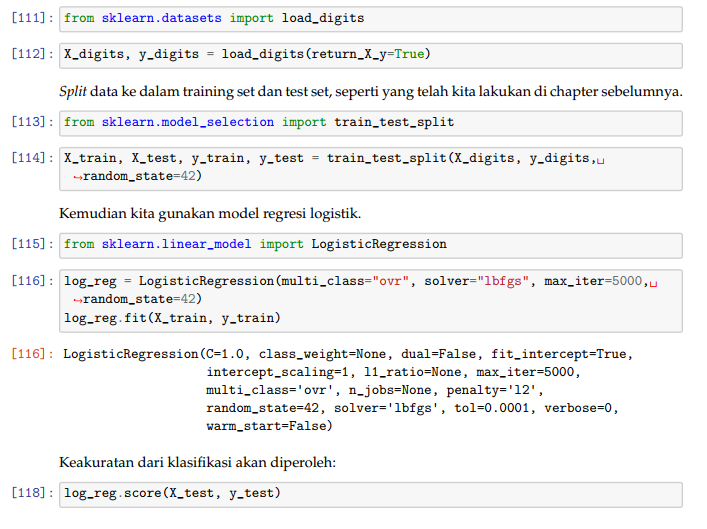 [111]: from sklearn.datasets import load_digits
[112]: X_digits, y_digits = load_digits(return_X_y=True)
Split data ke dalam training set dan test set, seperti yang telah kita lakukan di chapter sebelumnya.
[113]: from sklearn.model_selection import train_test_split
[114]: X_train, X_test, y_train, y_test = train_test_split(X_digits, y_digits,␣
↪random_state=42)
Kemudian kita gunakan model regresi logistik.
[115]: from sklearn.linear_model import LogisticRegression
[116]: log_reg = LogisticRegression(multi_class="ovr", solver="lbfgs", max_iter=5000,␣
↪random_state=42)
log_reg.fit(X_train, y_train)
[116]: LogisticRegression(C=1.0, class_weight=None, dual=False, fit_intercept=True,
intercept_scaling=1, l1_ratio=None, max_iter=5000,
multi_class='ovr', n_jobs=None, penalty='l2',
random_state=42, solver='lbfgs', tol=0.0001, verbose=0,
warm_start=False)
Keakuratan dari klasifikasi akan diperoleh:
[118]: log_reg.score(X_test, y_test)